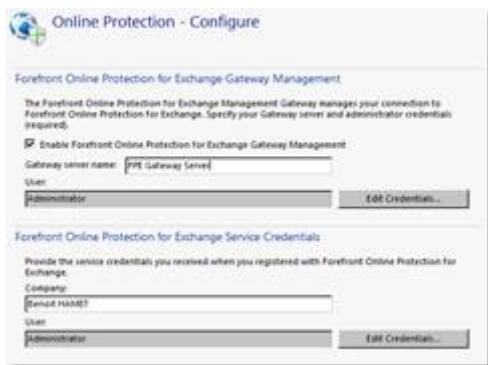 Online Protection - Configure
Forefront Online Protection for Exchange Gateway Management
The Forefront Online Protection for Exchange Management Gateway manages your connection to
Forefront Online Protection for Exchange. Specify your Gateway server and administrator credentials
(required).
Enable Forefront Online Protection for Exchange Gateway Management
Gateway server name: FPE Gateway Server
User:
Administrator
Edit Credentials...
Forefront Online Protection for Exchange Service Credentials
Provide the service credentials you received when you registered with Forefront Online Protection for
Exchange.
Company:
Benoit HAMET
User:
Administrator
Edit Credentials...